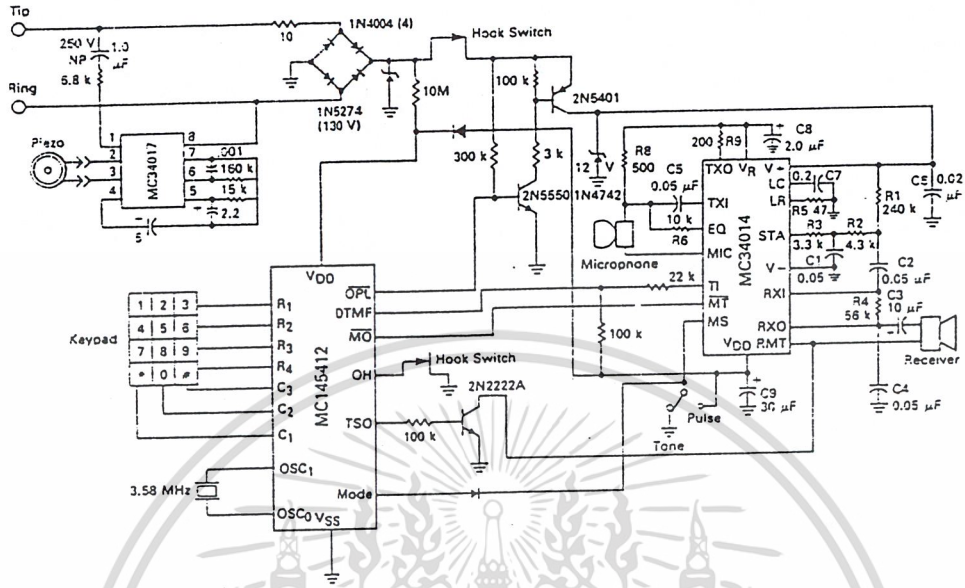 Tip
250 V
NP
1.0
µF
6.8 k
Ring
10
1N4004 (4)
1N5274
(130 V)
Hook Switch
10M
100 k
2N5401
300 k
3 k
2N5550
12 V
1N4742
Piezo
1
2
3
4
MC34017
8
7
6
5
.001
160 k
15 k
2.2
5
R8
500
C5
0.05 µF
10 k
R6
Microphone
200
R9
C8
2.0 µF
TXO
VR
V+
LC
LR
TXI
EQ
MIC
STA
V−
RXI
TI
MT
MS
RXO
VDD
RMT
MC34014
0.2
C7
R5 47
R3
3.3 k
R2
4.3 k
C1
0.05
R1
240 k
0.02
µF
C2
0.05 µF
R4
56 k
C3
10 µF
Receiver
C4
0.05 µF
C9
22 k
100 k
Tone
Pulse
Keypad
1 2 3
4 5 6
7 8 9
* 0 #
R1
R2
R3
R4
C3
C2
C1
OSC1
OSC0
VSS
3.58 MHz
MC145412
VDD
OPL
DTMF
MO
OH
TSO
Mode
Hook Switch
2N2222A
100 k